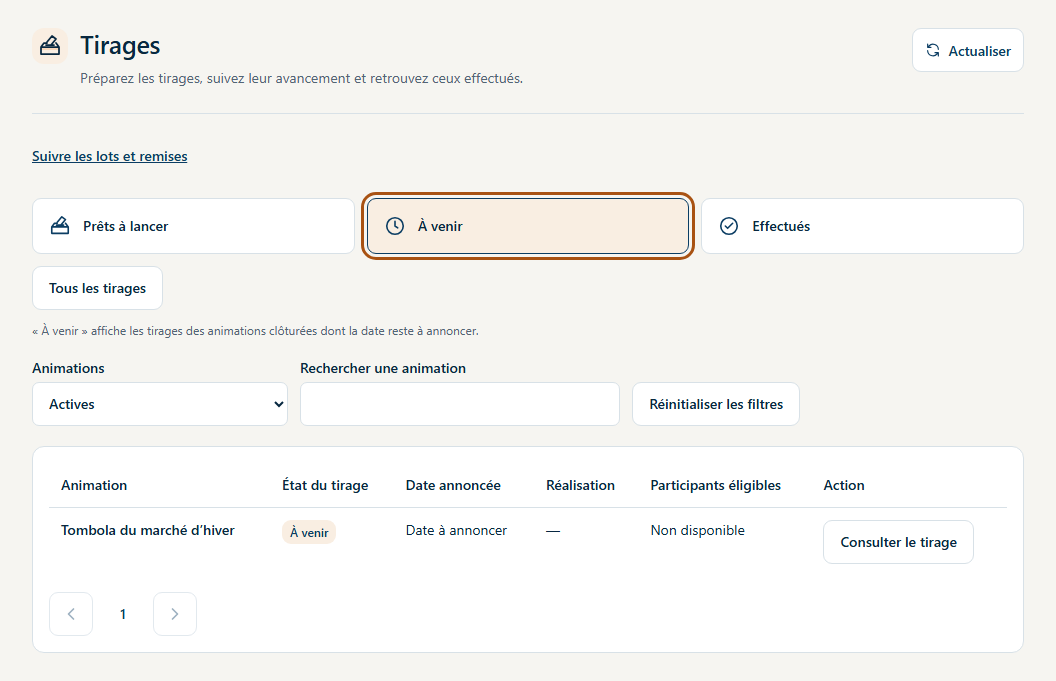 Tirages
Actualiser
Préparez les tirages, suivez leur avancement et retrouvez ceux effectués.
Suivre les lots et remises
Prêts à lancer
À venir
Effectués
Tous les tirages
« À venir » affiche les tirages des animations clôturées dont la date reste à annoncer.
Animations
Rechercher une animation
Actives
Réinitialiser les filtres
Animation État du tirage Date annoncée Réalisation Participants éligibles Action
Tombola du marché d’hiver À venir Date à annoncer — Non disponible Consulter le tirage
1